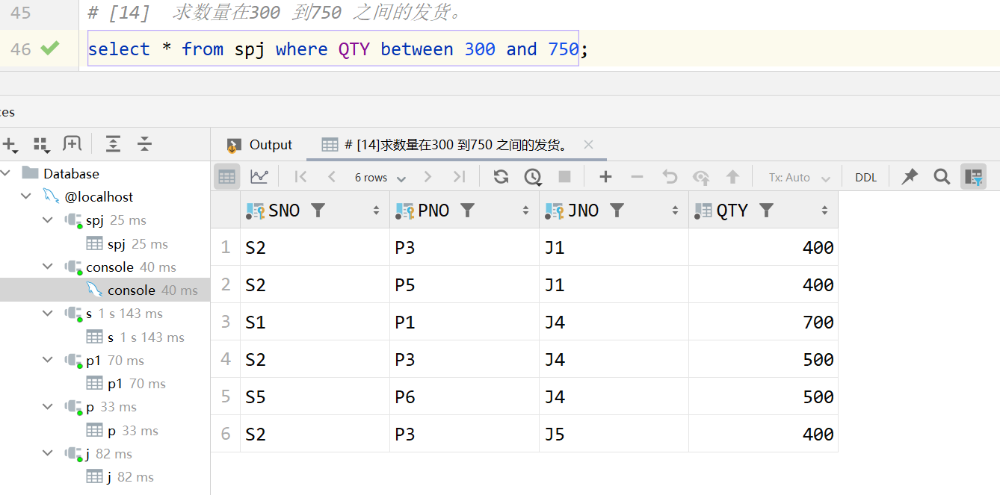 45 # [14] 求数量在300 到750 之间的发货。
46 select * from spj where QTY between 300 and 750;
ces
Output # [14]求数量在300 到750 之间的发货。
6 rows Tx: Auto DDL
Database
@localhost
spj 25 ms
spj 25 ms
console 40 ms
console 40 ms
s 1 s 143 ms
s 1 s 143 ms
p1 70 ms
p1 70 ms
p 33 ms
p 33 ms
j 82 ms
j 82 ms
SNO PNO JNO QTY
1 S2 P3 J1 400
2 S2 P5 J1 400
3 S1 P1 J4 700
4 S2 P3 J4 500
5 S5 P6 J4 500
6 S2 P3 J5 400